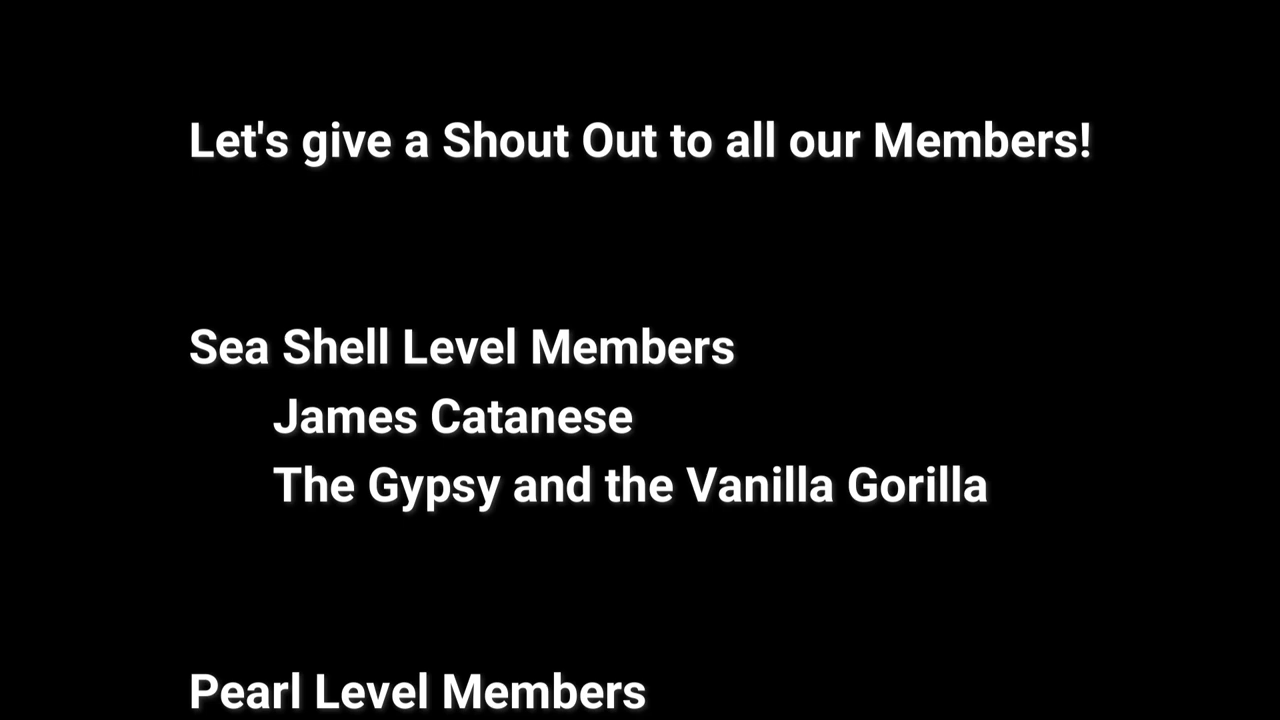 Let's give a Shout Out to all our Members!
Sea Shell Level Members
James Catanese
The Gypsy and the Vanilla Gorilla
Pearl Level Members